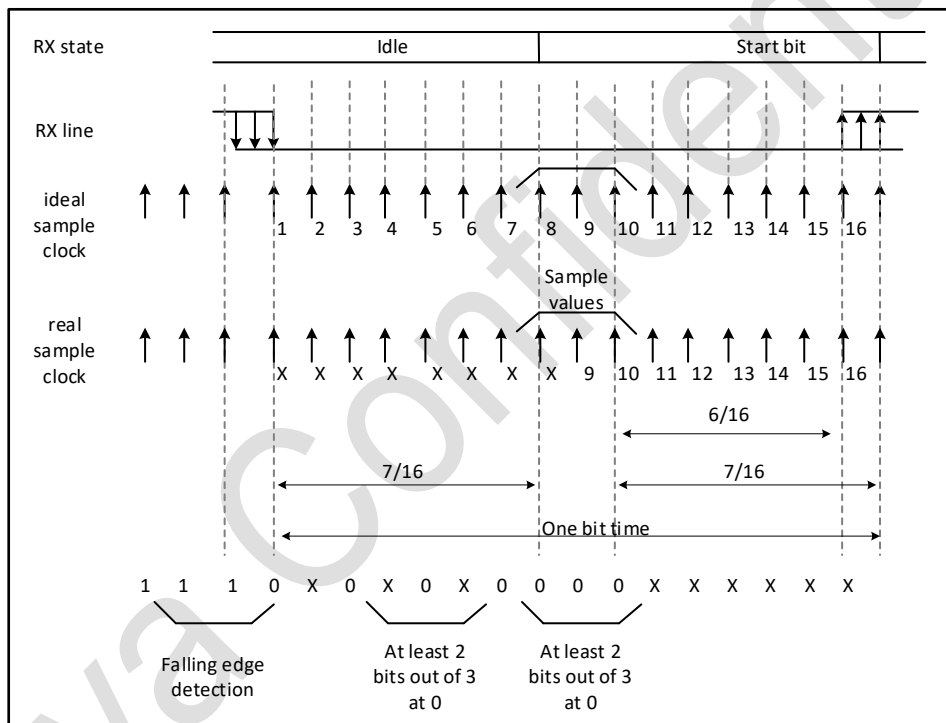 RX state
Idle
Start bit
RX line
ideal
sample
clock
1 2 3 4 5 6 7 8 9 10 11 12 13 14 15 16
Sample
values
real
sample
clock
X X X X X X X X 9 10 11 12 13 14 15 16
6/16
7/16
7/16
One bit time
1 1 1 0 X 0 X 0 X 0 0 0 0 X X X X X X
Falling edge
detection
At least 2
bits out of 3
at 0
At least 2
bits out of 3
at 0
va Confidential